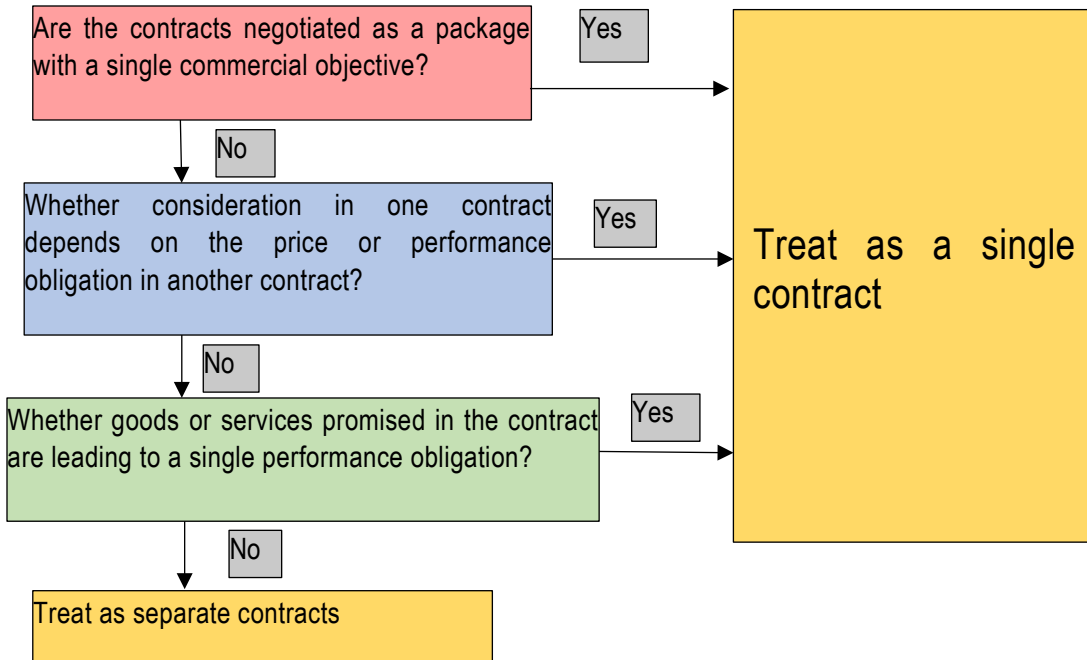 Are the contracts negotiated as a package
with a single commercial objective?
Yes
No
Whether consideration in one contract
depends on the price or performance
obligation in another contract?
Yes
Treat as a single
contract
No
Whether goods or services promised in the contract
are leading to a single performance obligation?
Yes
No
Treat as separate contracts